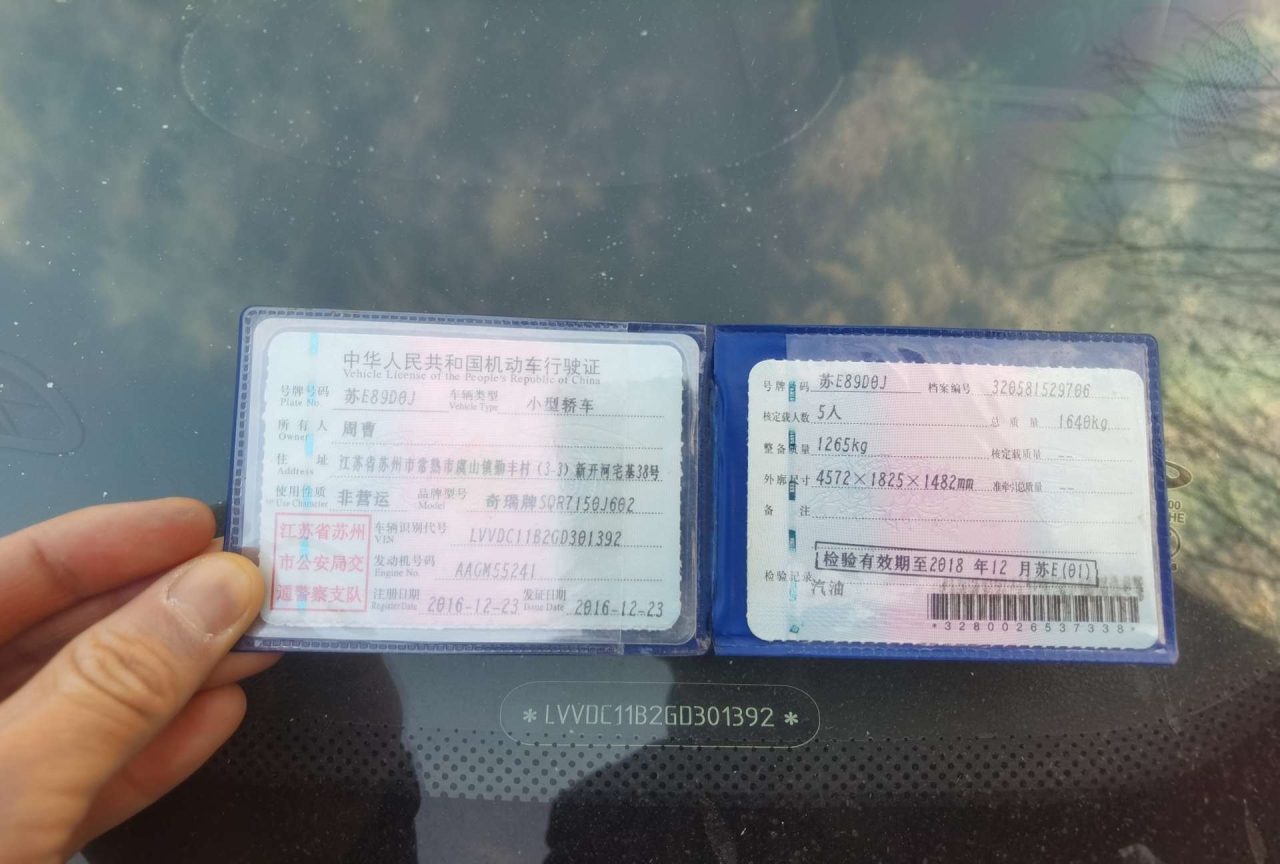 中华人民共和国机动车行驶证
Vehicle License of the People's Republic of China
号牌号码 苏E89D0J 车辆类型 小型轿车
Plate No. Vehicle Type
所有人 周曹
Owner
住址 江苏省苏州市常熟市虞山镇勤丰村(3-3)新开河宅基38号
Address
使用性质 非营运 品牌型号 奇瑞牌SQR7150J602
Use Character Model
江苏省苏州
市公安局交
通警察支队
车辆识别代号 LVVDC11B2GD301392
VIN
发动机号码 AAGM55241
Engine No.
注册日期 2016-12-23 发证日期 2016-12-23
Register Date Issue Date
号牌号码 苏E89D0J 档案编号 320581529706
核定载人数 5人 总质量 1640kg
整备质量 1265kg 核定载质量 --
外廓尺寸 4572×1825×1482mm 准牵引总质量 --
备注
检验有效期至2018 年12 月苏E(01)
检验记录
汽油
*3280026537338*
* LVVDC11B2GD301392 *